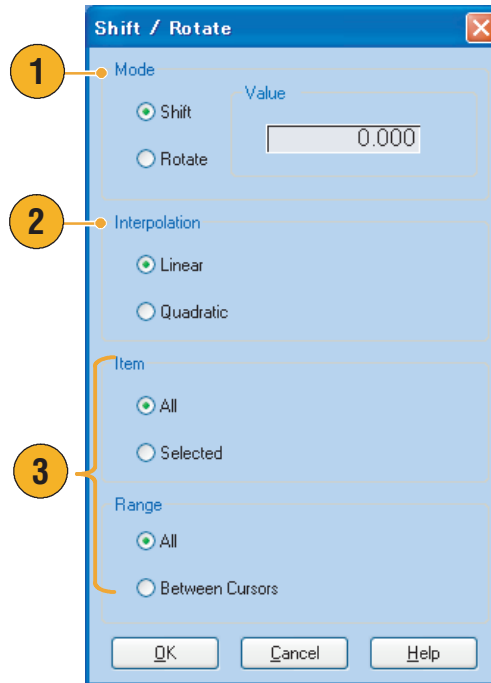 Shift / Rotate
1
Mode
Value
Shift
0.000
Rotate
2
Interpolation
Linear
Quadratic
Item
All
Selected
3
Range
All
Between Cursors
OK Cancel Help